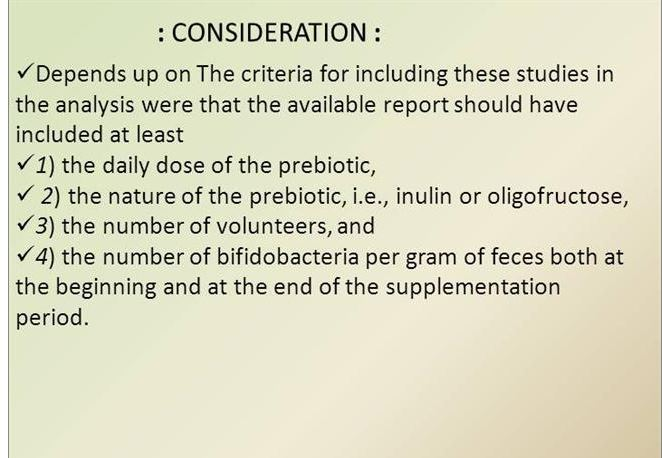 : CONSIDERATION :
✓Depends up on The criteria for including these studies in
the analysis were that the available report should have
included at least
✓1) the daily dose of the prebiotic,
✓ 2) the nature of the prebiotic, i.e., inulin or oligofructose,
✓3) the number of volunteers, and
✓4) the number of bifidobacteria per gram of feces both at
the beginning and at the end of the supplementation
period.